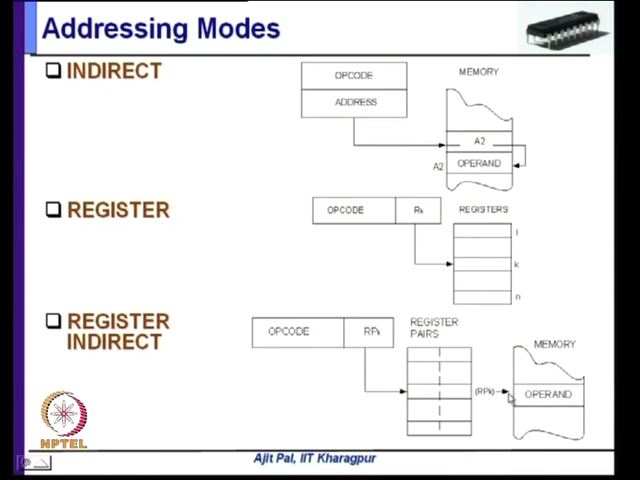 Addressing Modes
INDIRECT
OPCODE
ADDRESS
MEMORY
A2
A2 OPERAND
REGISTER
OPCODE Rk
REGISTERS
l
k
n
REGISTER
INDIRECT
OPCODE RPk
REGISTER
PAIRS
(RPk)
MEMORY
OPERAND
NPTEL
Ajit Pal, IIT Kharagpur